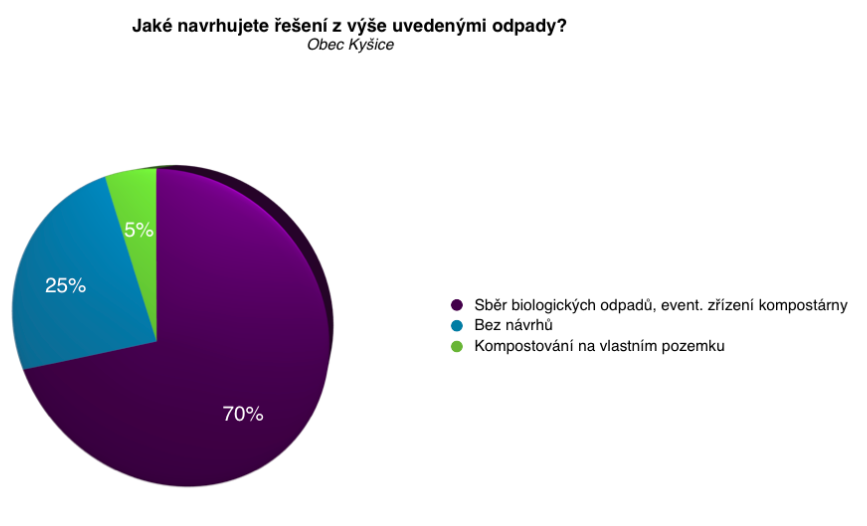 Jaké navrhujete řešení z výše uvedenými odpady?
Obec Kyšice
5%
25%
70%
Sběr biologických odpadů, event. zřízení kompostárny
Bez návrhů
Kompostování na vlastním pozemku